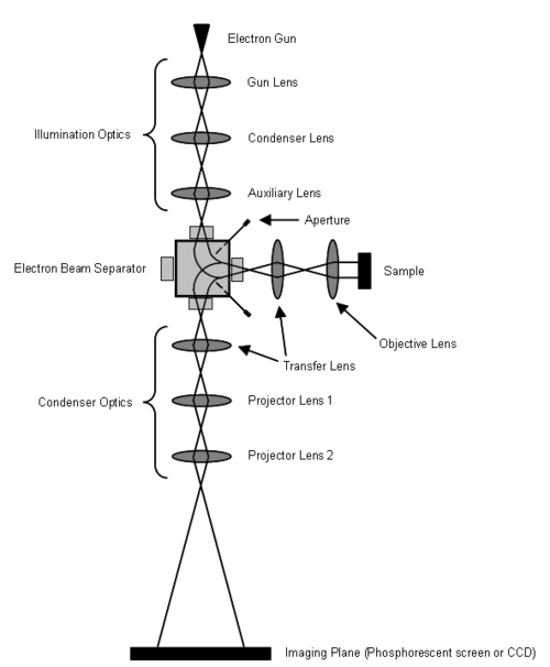 Electron Gun
Gun Lens
Illumination Optics
Condenser Lens
Auxiliary Lens
Aperture
Electron Beam Separator
Sample
Objective Lens
Transfer Lens
Condenser Optics
Projector Lens 1
Projector Lens 2
Imaging Plane (Phosphorescent screen or CCD)